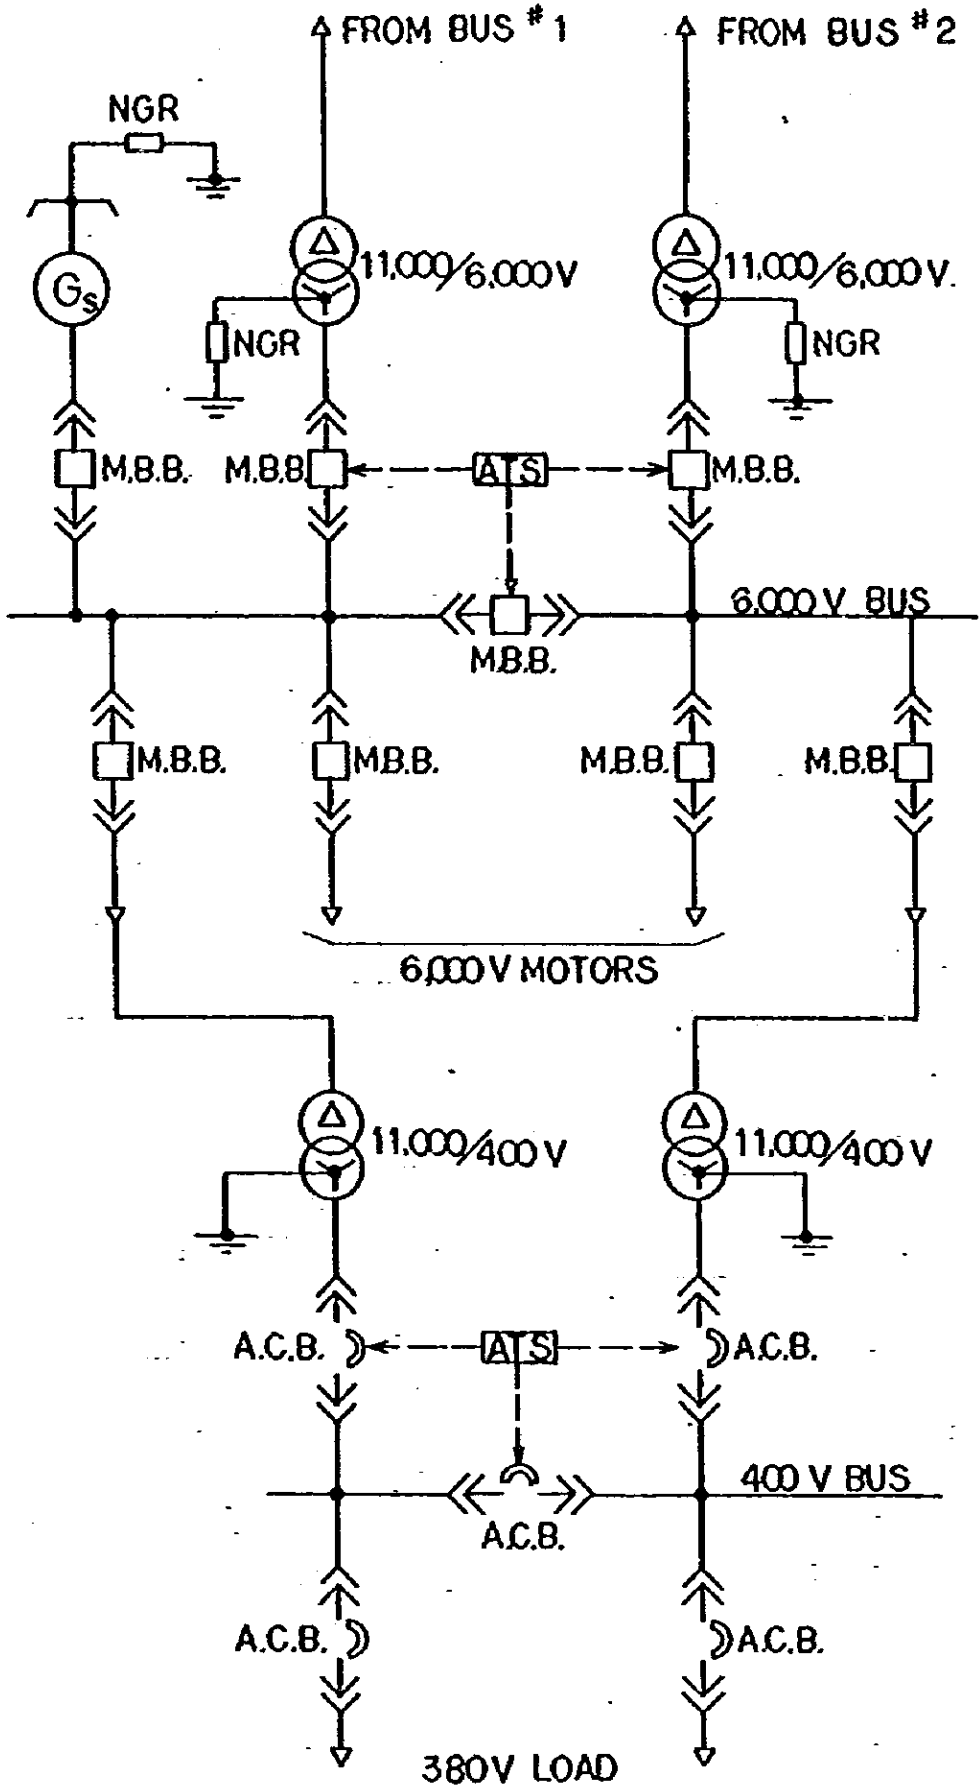 FROM BUS #1
FROM BUS #2
NGR
Gs
11,000/6,000V
11,000/6,000V.
NGR
NGR
M.B.B.
M.B.B.
ATS
M.B.B.
6,000 V BUS
M.B.B.
M.B.B.
M.B.B.
M.B.B.
M.B.B.
6,000 V MOTORS
11,000/400 V
11,000/400 V
A.C.B.
ATS
A.C.B.
400 V BUS
A.C.B.
A.C.B.
A.C.B.
380V LOAD